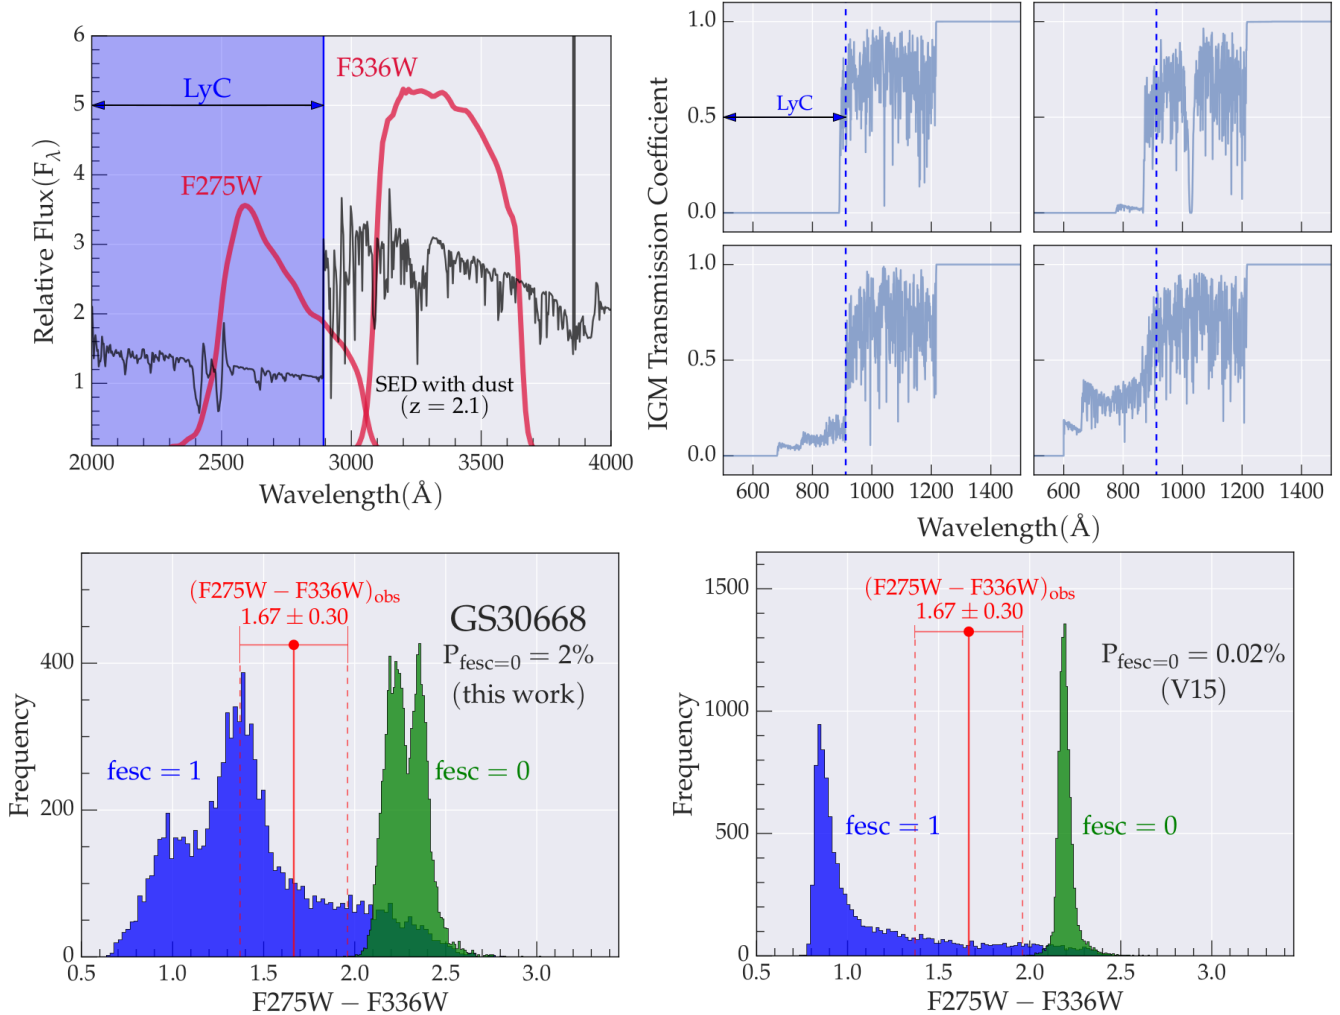 6
5
4
3
2
1
Relative Flux(F_λ)
LyC
F275W
F336W
SED with dust
(z = 2.1)
2000 2500 3000 3500 4000
Wavelength(Å)
IGM Transmission Coefficient
1.0
0.5
0.0
LyC
1.0
0.5
0.0
600 800 1000 1200 1400
600 800 1000 1200 1400
Wavelength(Å)
Frequency
400
200
0
(F275W − F336W)obs
1.67 ± 0.30
GS30668
Pfesc=0 = 2%
(this work)
fesc = 1
fesc = 0
0.5 1.0 1.5 2.0 2.5 3.0
F275W − F336W
Frequency
1500
1000
500
0
(F275W − F336W)obs
1.67 ± 0.30
Pfesc=0 = 0.02%
(V15)
fesc = 1
fesc = 0
0.5 1.0 1.5 2.0 2.5 3.0
F275W − F336W